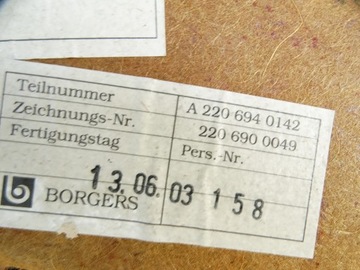 Teilnummer A 220 694 0142
Zeichnungs-Nr. 220 690 0049
Fertigungstag Pers.-Nr.
13.06.03 158
BORGERS